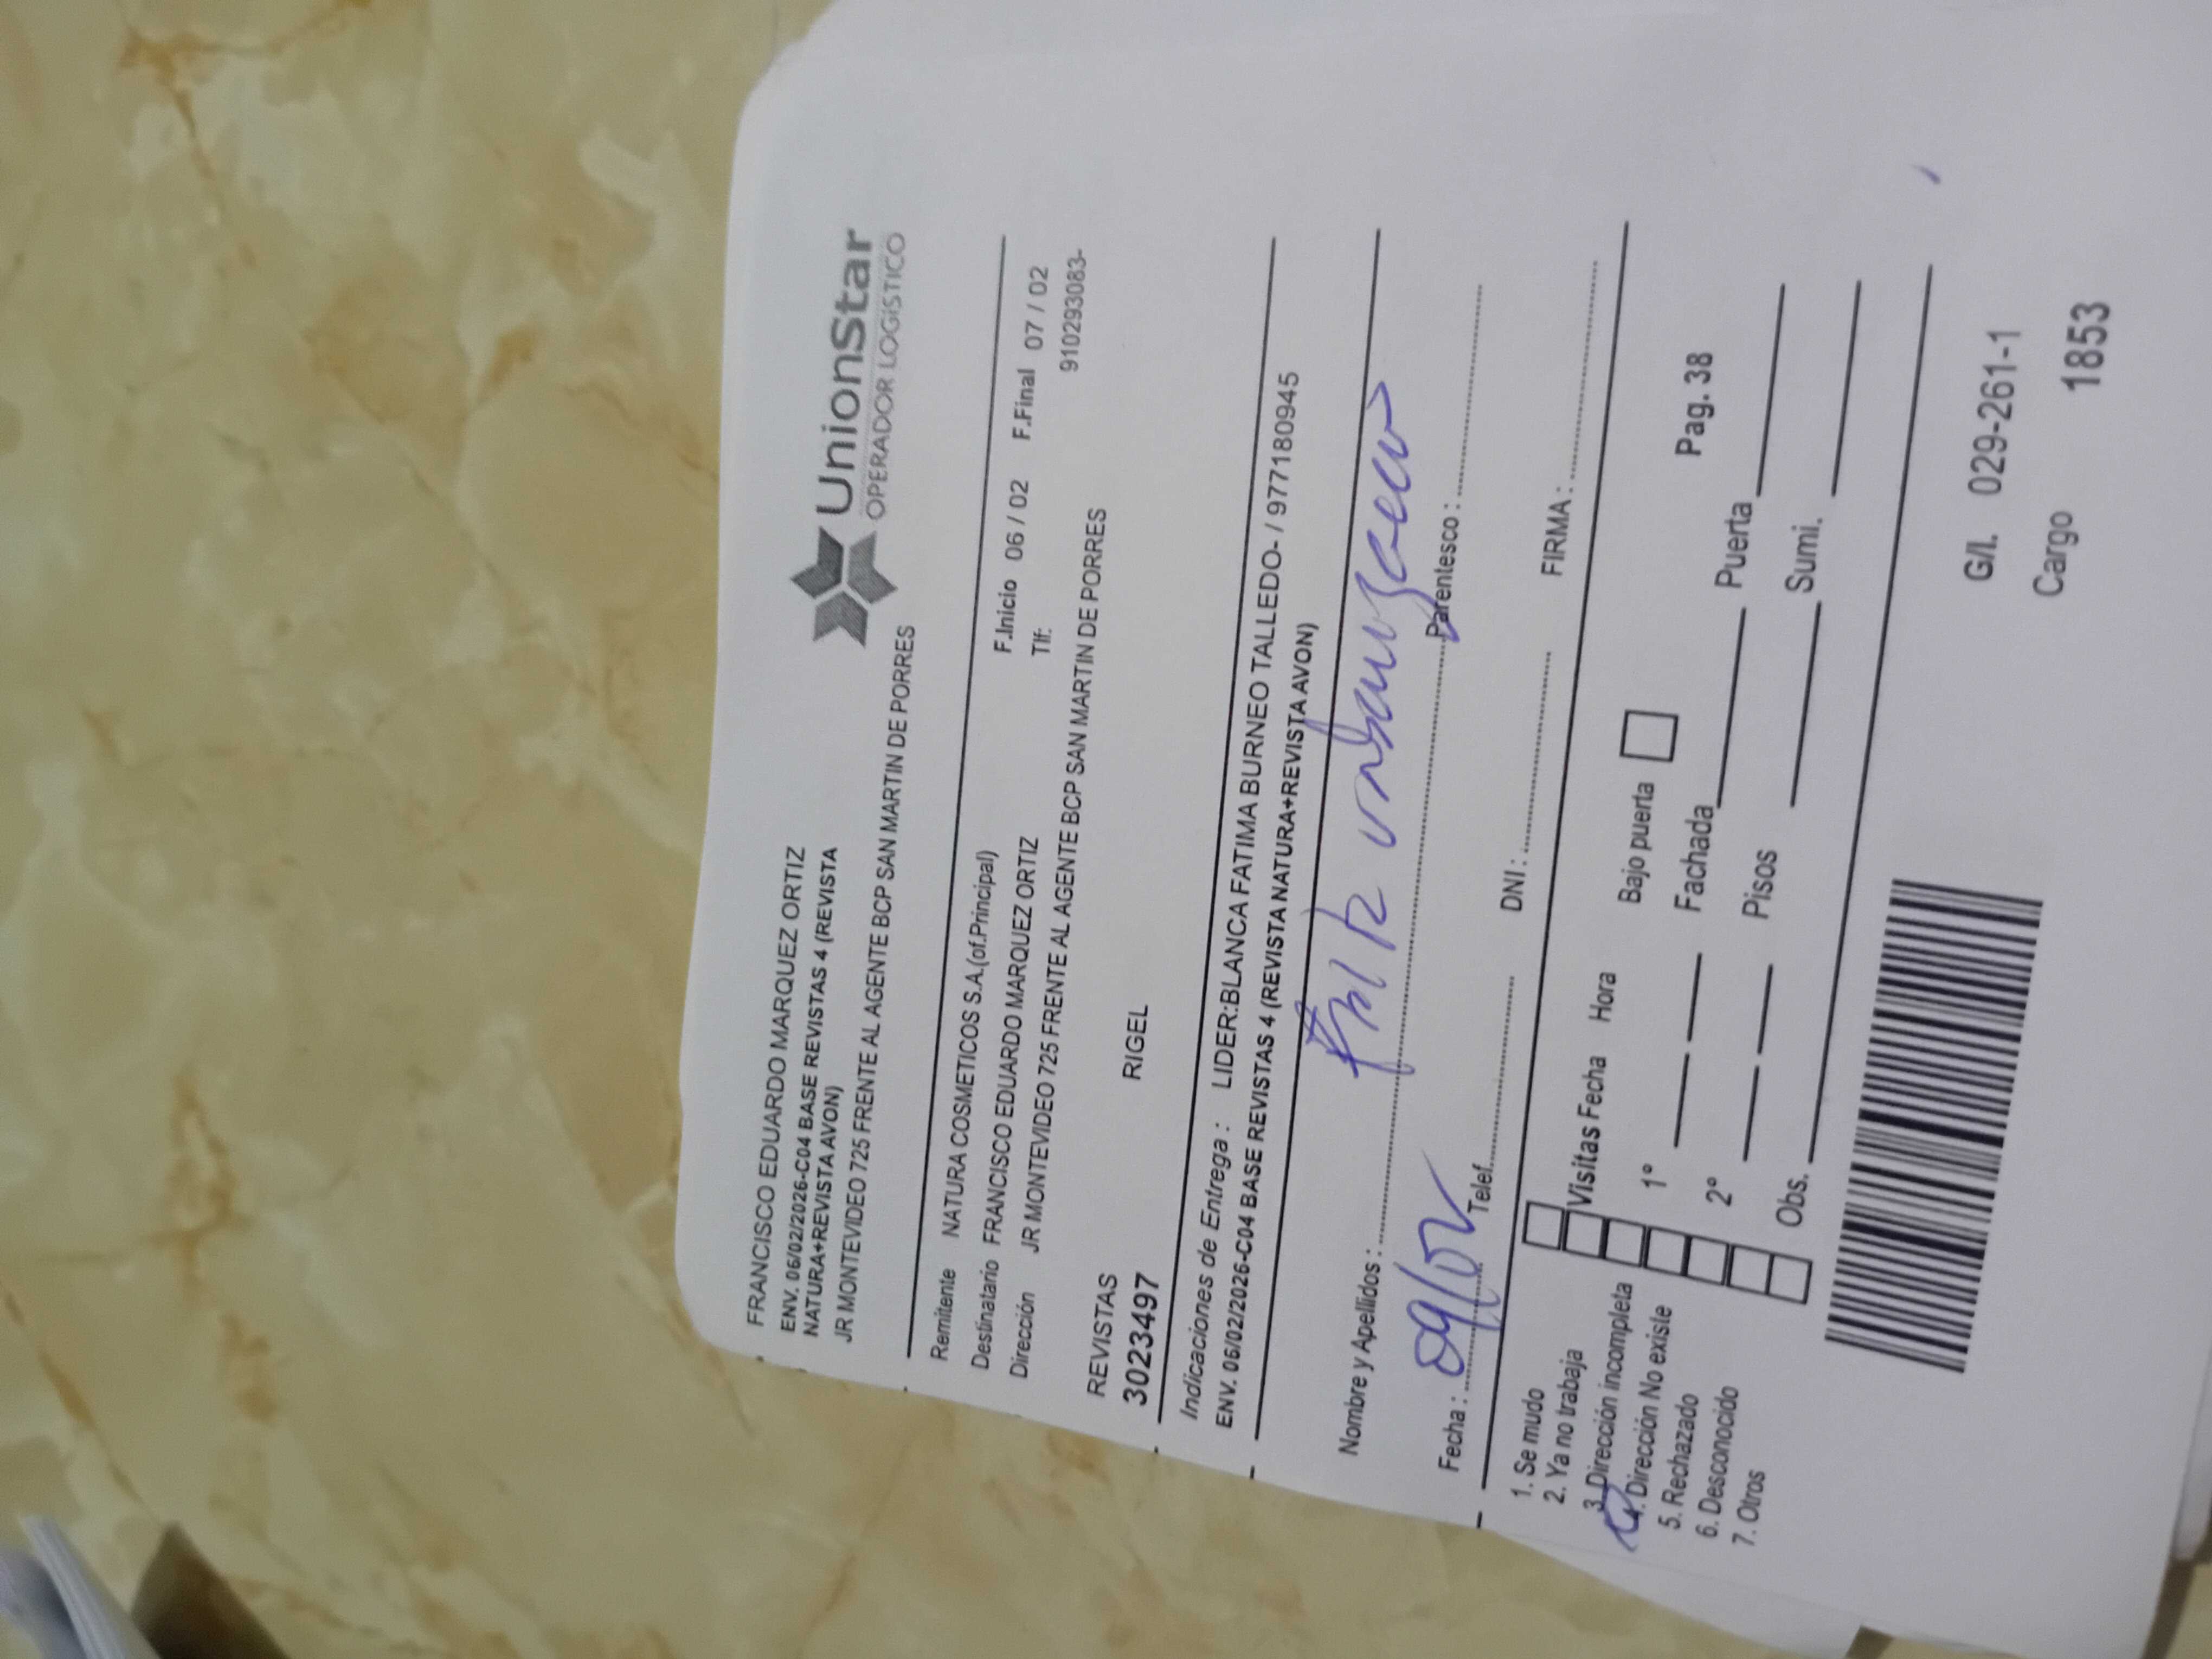 FRANCISCO EDUARDO MARQUEZ ORTIZ
ENV. 06/02/2026-C04 BASE REVISTAS 4 (REVISTA
NATURA+REVISTA AVON)
JR MONTEVIDEO 725 FRENTE AL AGENTE BCP SAN MARTIN DE PORRES
UnionStar
OPERADOR LOGÍSTICO
Remitente NATURA COSMETICOS S.A.(of.Principal)
Destinatario FRANCISCO EDUARDO MARQUEZ ORTIZ F.Inicio 06 / 02 F.Final 07 / 02
Dirección JR MONTEVIDEO 725 FRENTE AL AGENTE BCP SAN MARTIN DE PORRES Tlf: 910293083-
REVISTAS
30234497 RIGEL
Indicaciones de Entrega : LIDER:BLANCA FATIMA BURNEO TALLEDO- / 977180945
ENV. 06/02/2026-C04 BASE REVISTAS 4 (REVISTA NATURA+REVISTA AVON)
Nombre y Apellidos :
Fecha : 09/02 Telef. Parentesco :
DNI : FIRMA :
1. Se mudo
2. Ya no trabaja
3. Dirección incompleta
4. Dirección No existe
5. Rechazado
6. Desconocido
7. Otros
Visitas Fecha Hora Bajo puerta
1° Fachada Puerta Pag. 38
2° Pisos Sumi.
Obs.
G/I. 029-261-1
Cargo 1853